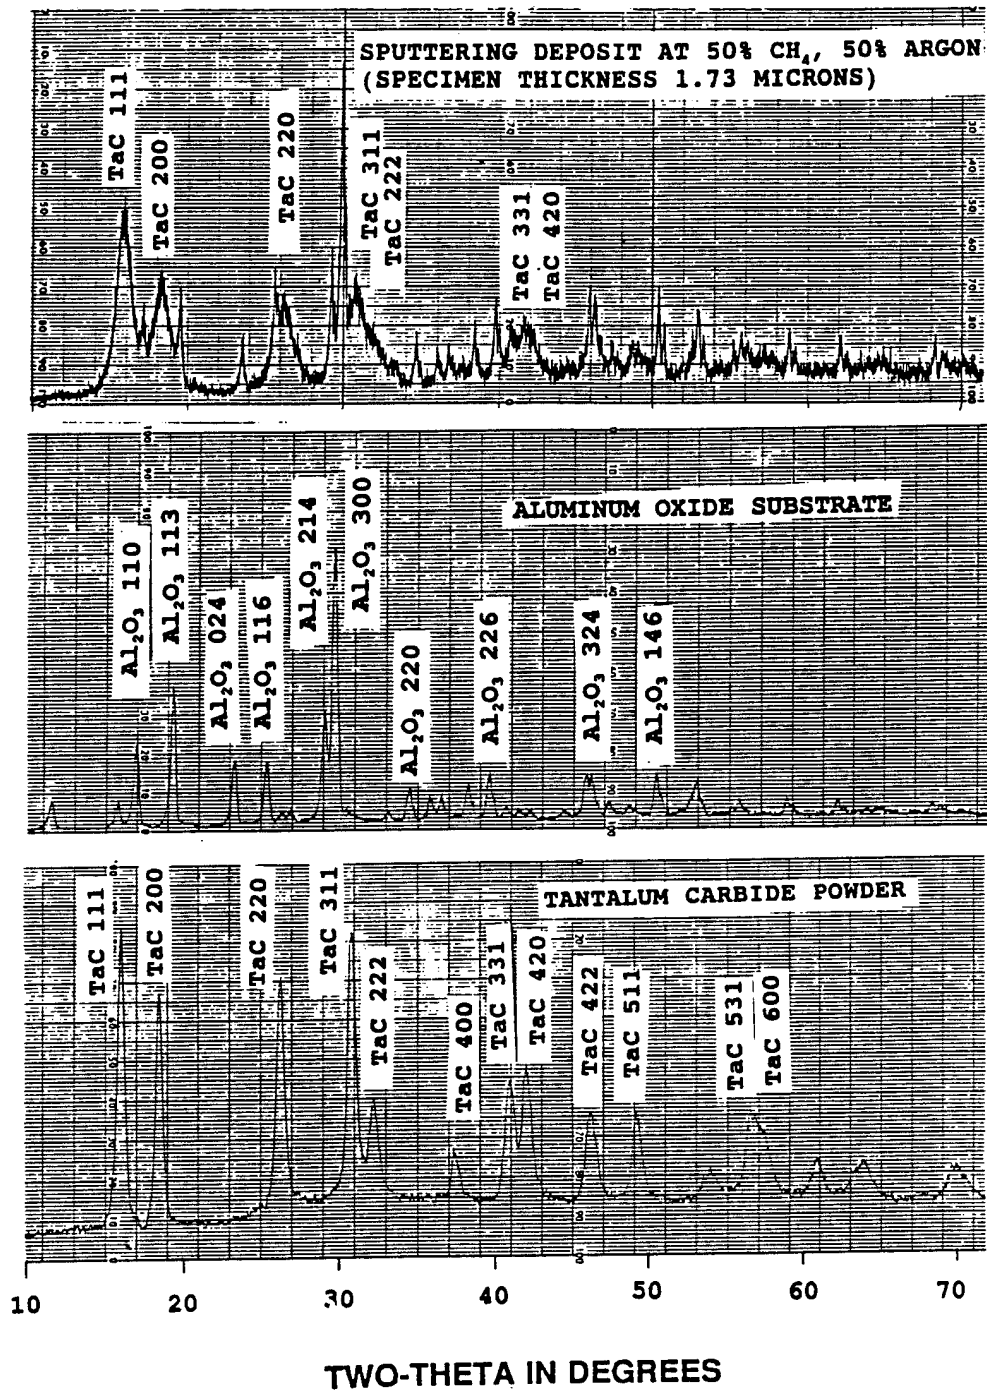 SPUTTERING DEPOSIT AT 50% CH₄, 50% ARGON
(SPECIMEN THICKNESS 1.73 MICRONS)
TaC 111
TaC 200
TaC 220
TaC 311
TaC 222
TaC 331
TaC 420
ALUMINUM OXIDE SUBSTRATE
Al₂O₃ 110
Al₂O₃ 113
Al₂O₃ 024
Al₂O₃ 116
Al₂O₃ 214
Al₂O₃ 300
Al₂O₃ 220
Al₂O₃ 226
Al₂O₃ 324
Al₂O₃ 146
TANTALUM CARBIDE POWDER
TaC 111
TaC 200
TaC 220
TaC 311
TaC 222
TaC 400
TaC 331
TaC 420
TaC 422
TaC 511
TaC 531
TaC 600
10 20 30 40 50 60 70
TWO-THETA IN DEGREES